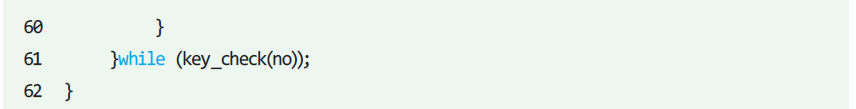 60            }
61      }while (key_check(no));
62 }